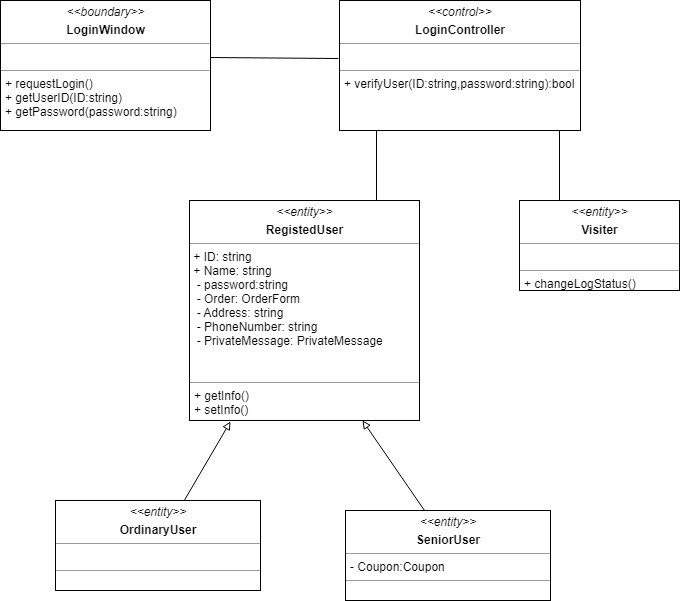 <<boundary>>
LoginWindow
+ requestLogin()
+ getUserID(ID:string)
+ getPassword(password:string)
<<control>>
LoginController
+ verifyUser(ID:string,password:string):bool
<<entity>>
RegistedUser
+ ID: string
+ Name: string
- password:string
- Order: OrderForm
- Address: string
- PhoneNumber: string
- PrivateMessage: PrivateMessage
+ getInfo()
+ setInfo()
<<entity>>
Visiter
+ changeLogStatus()
<<entity>>
OrdinaryUser
<<entity>>
SeniorUser
- Coupon:Coupon